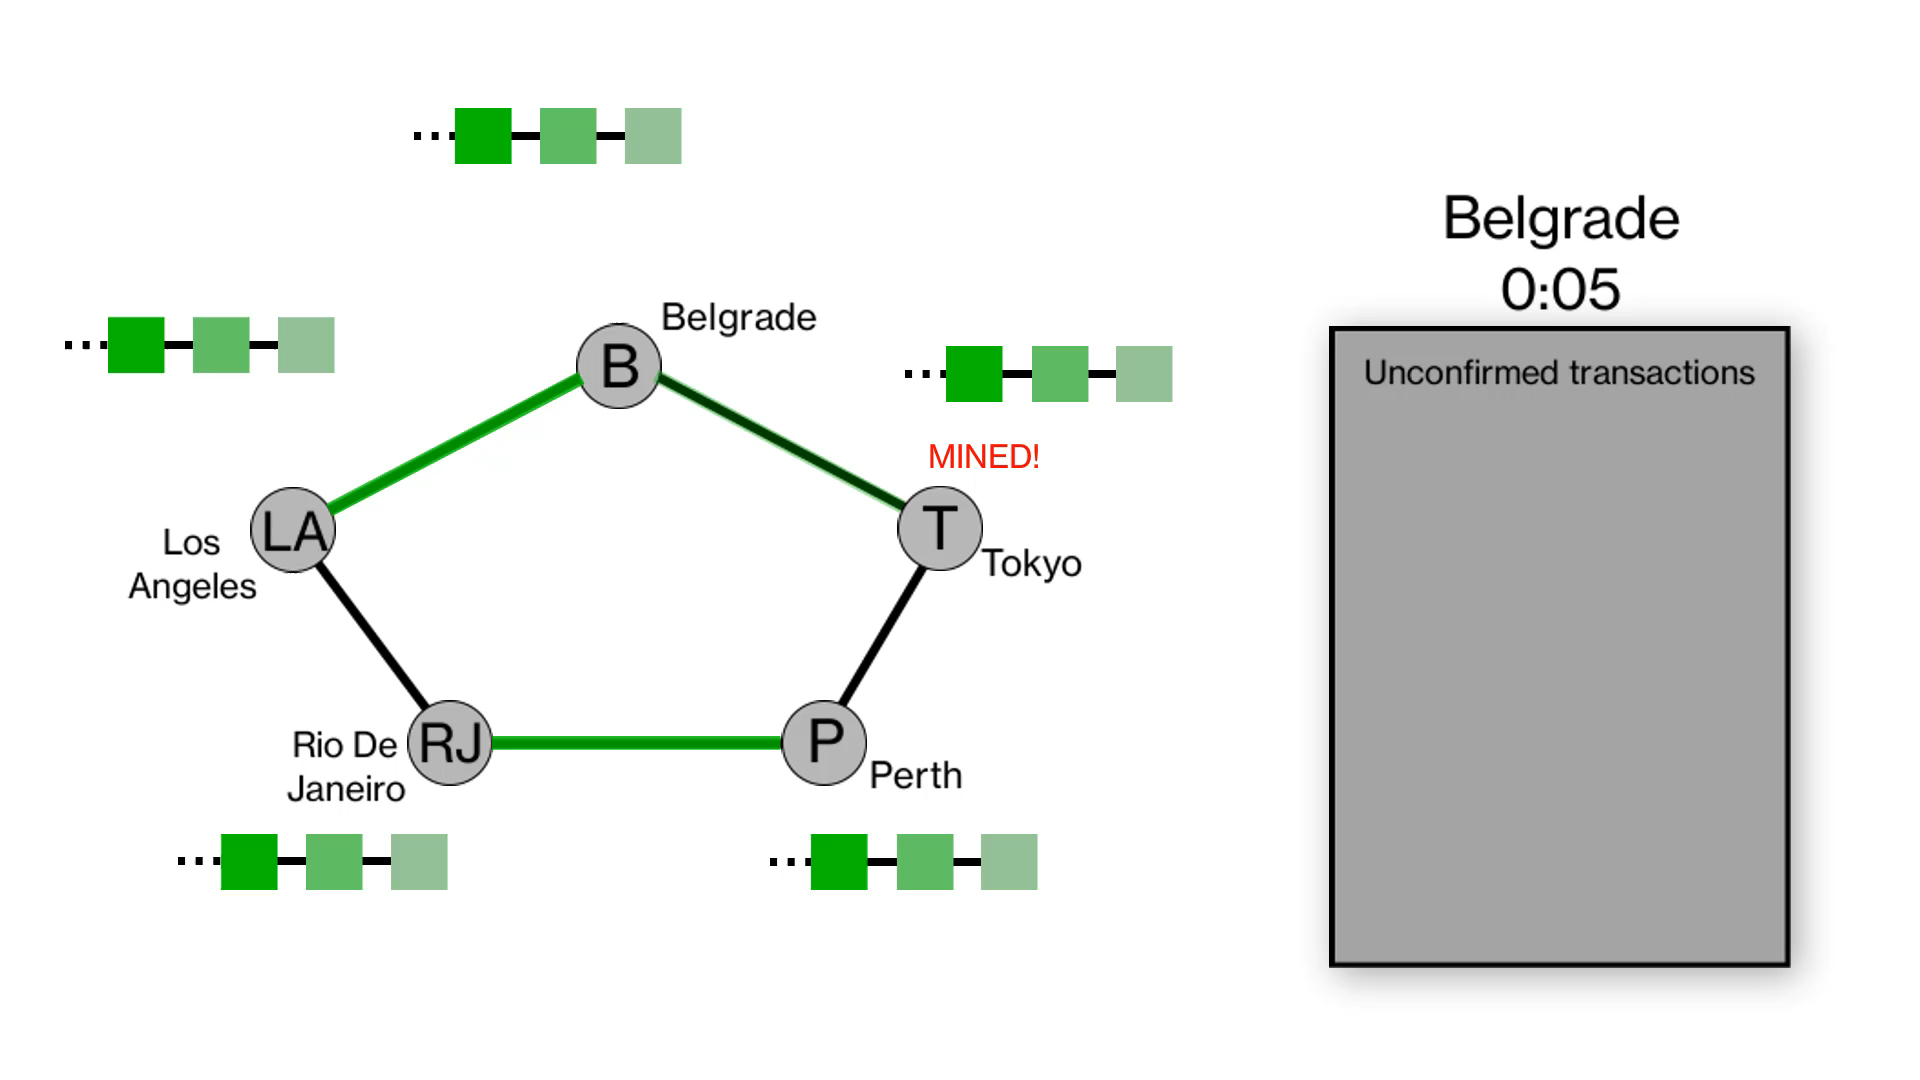 Belgrade
0:05
Unconfirmed transactions
B
Belgrade
MINED!
LA
Los
Angeles
T
Tokyo
RJ
Rio De
Janeiro
P
Perth